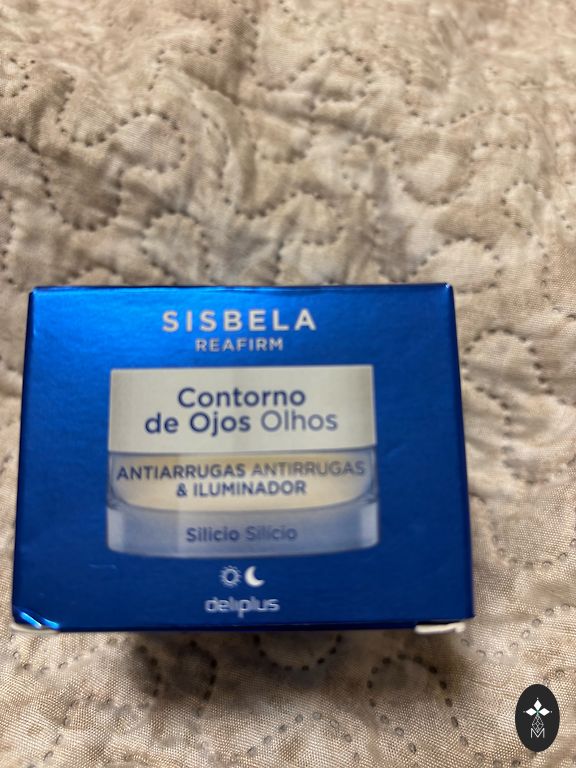 SISBELA
REAFIRM
Contorno
de Ojos Olhos
ANTIARRUGAS ANTIRRUGAS
& ILUMINADOR
Silicio Silício
deliplus
M